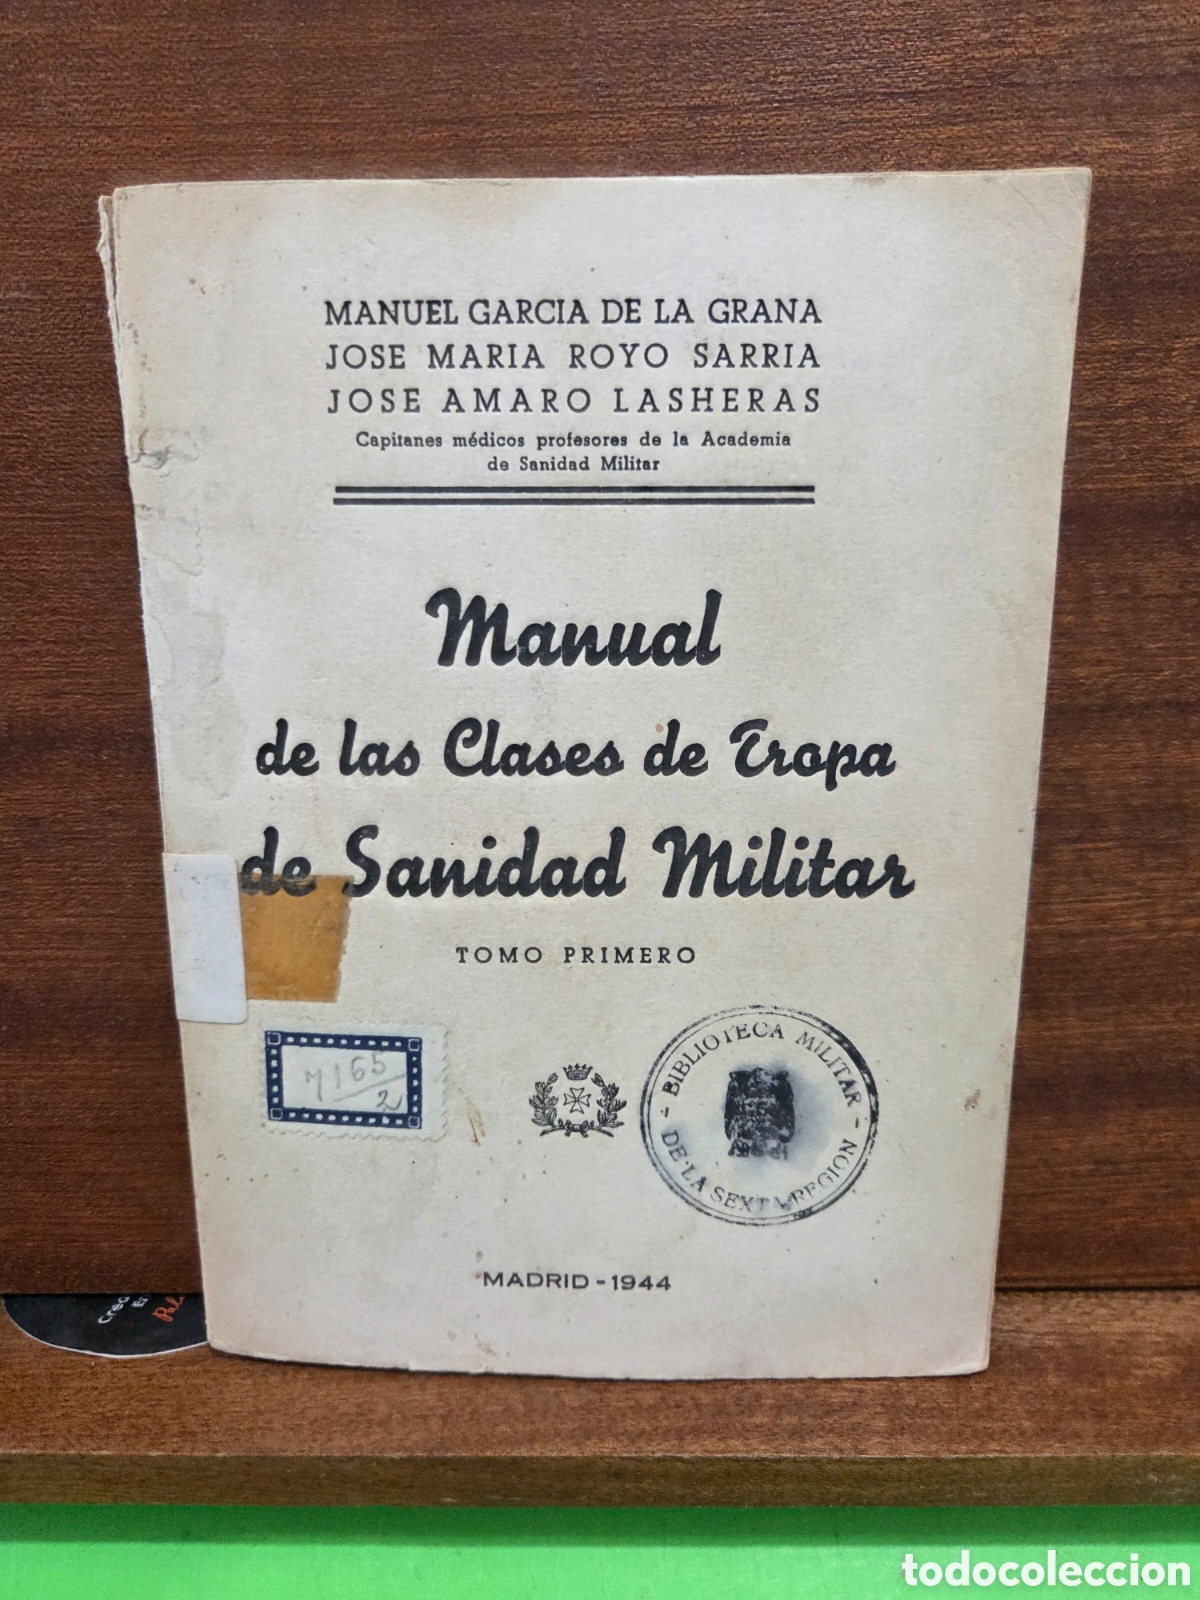 MANUEL GARCIA DE LA GRANA
JOSE MARIA ROYO SARRIA
JOSE AMARO LASHERAS
Capitanes médicos profesores de la Academia
de Sanidad Militar
Manual
de las Clases de Tropa
de Sanidad Militar
TOMO PRIMERO
7165/2
BIBLIOTECA MILITAR
DE LA SEXTA REGION
MADRID-1944
todocoleccion